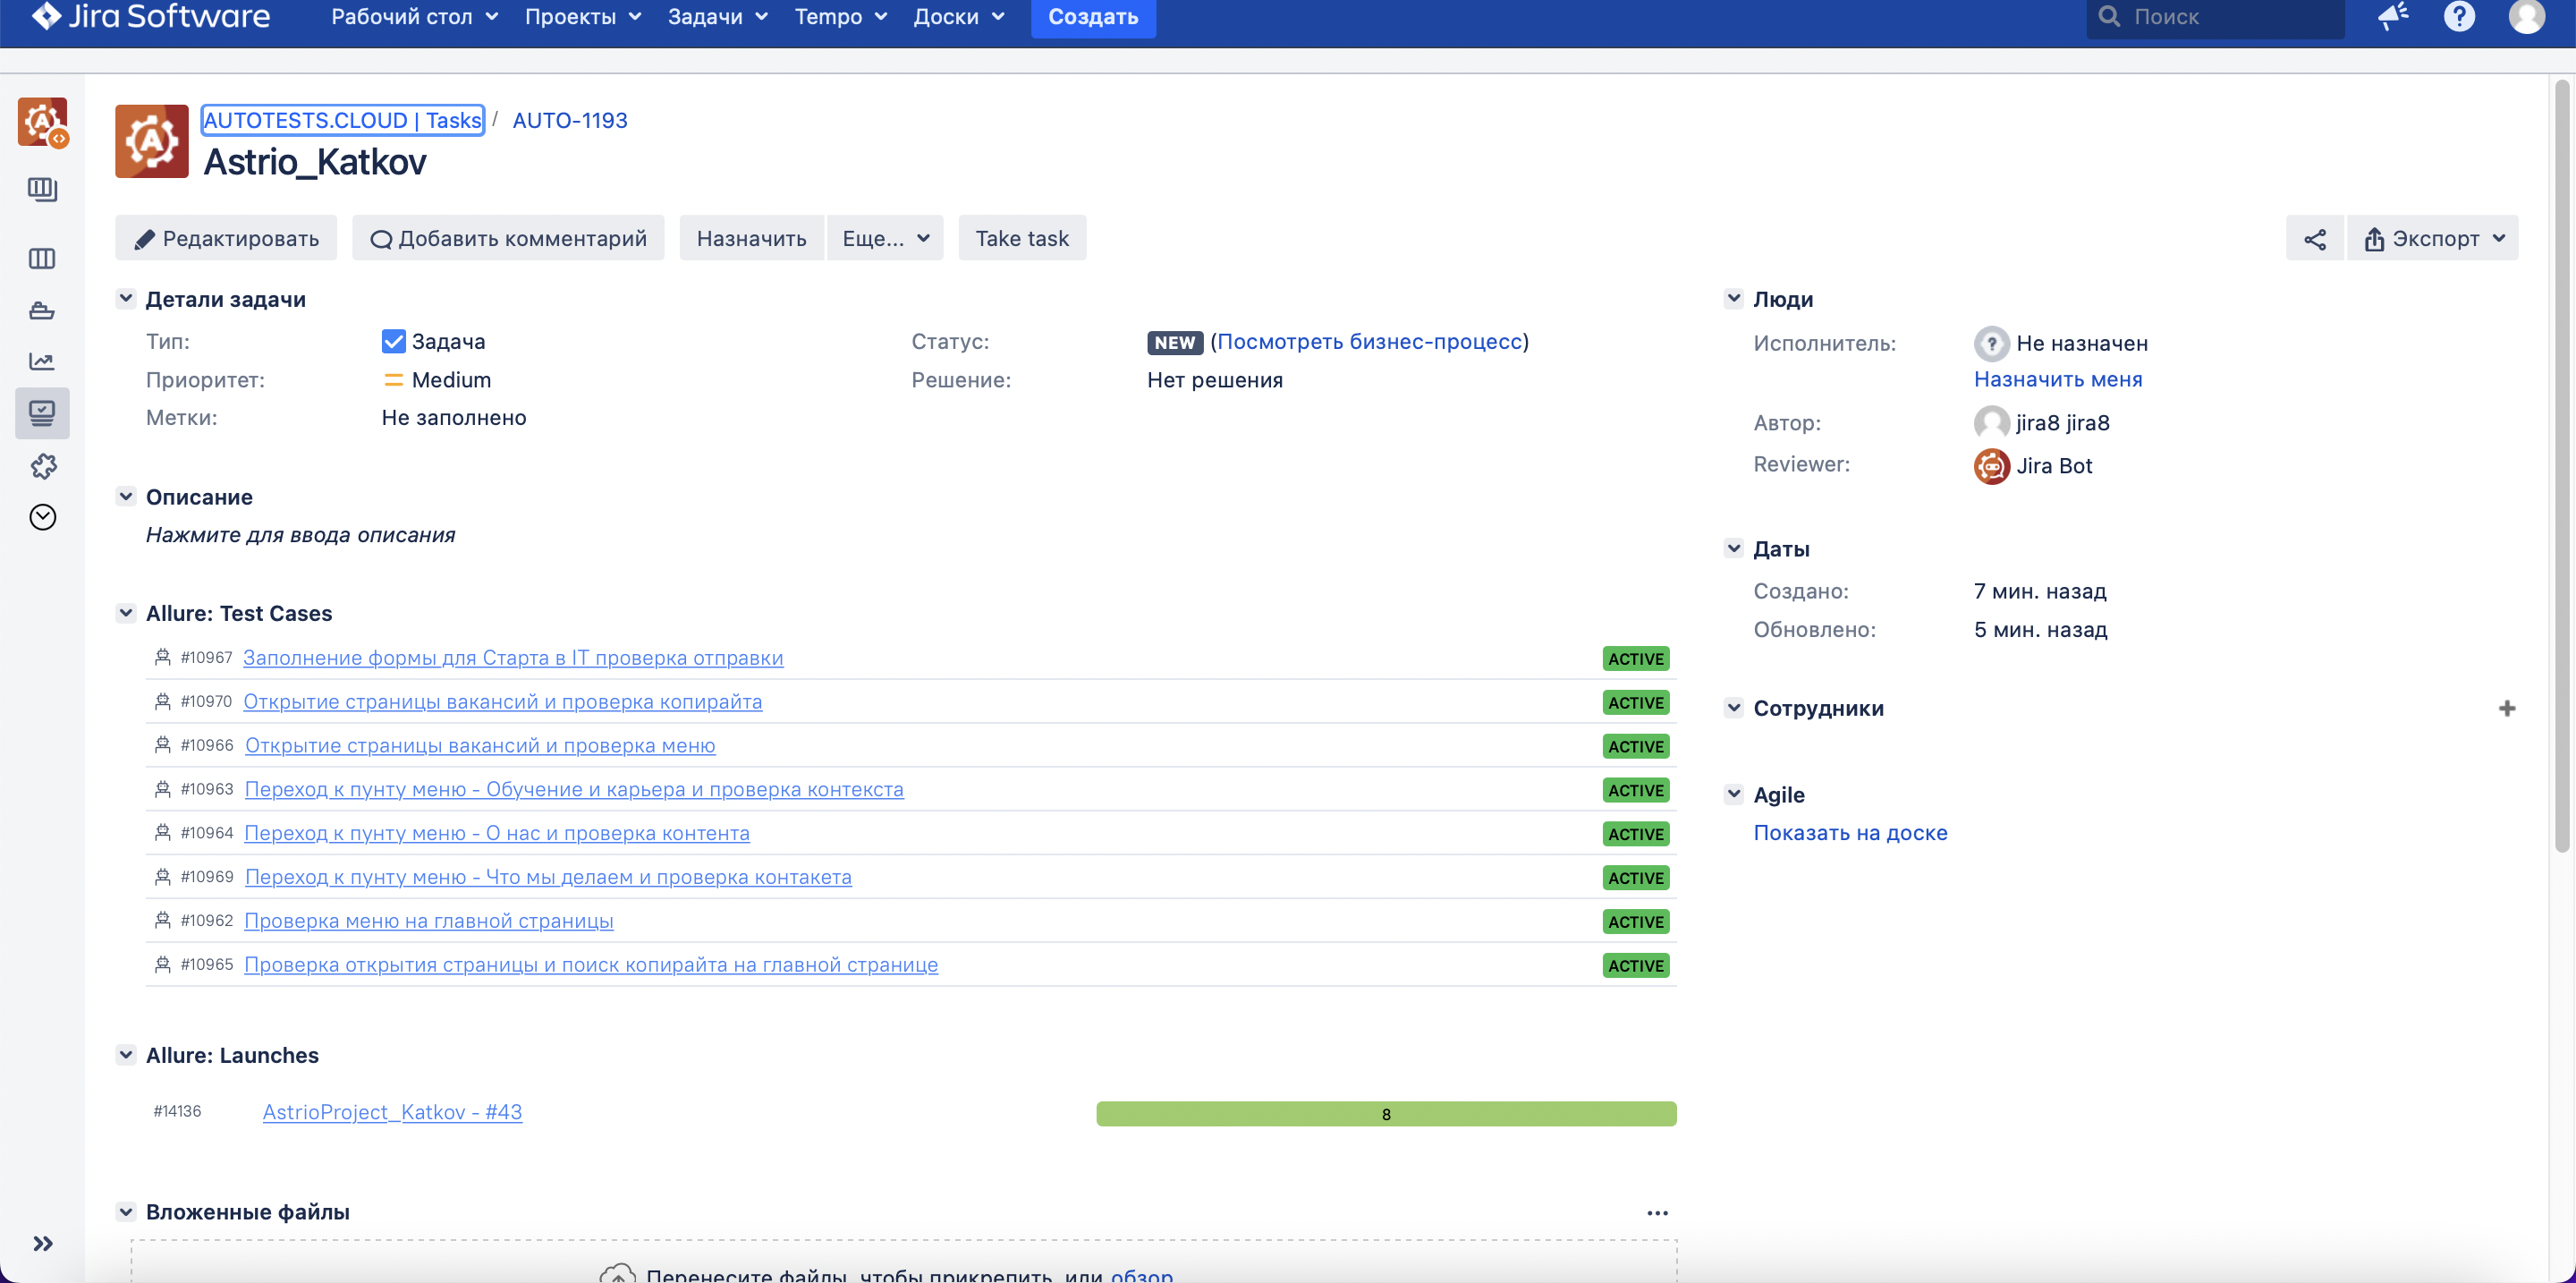 Jira Software Рабочий стол Проекты Задачи Tempo Доски Создать Поиск
AUTOTESTS.CLOUD | Tasks / AUTO-1193
Astrio_Katkov
Редактировать Добавить комментарий Назначить Еще... Take task Экспорт
Детали задачи
Тип: Задача Статус: NEW (Посмотреть бизнес-процесс)
Приоритет: Medium Решение: Нет решения
Метки: Не заполнено
Описание
Нажмите для ввода описания
Allure: Test Cases
#10967 Заполнение формы для Старта в IT проверка отправки ACTIVE
#10970 Открытие страницы вакансий и проверка копирайта ACTIVE
#10966 Открытие страницы вакансий и проверка меню ACTIVE
#10963 Переход к пунту меню - Обучение и карьера и проверка контекста ACTIVE
#10964 Переход к пунту меню - О нас и проверка контента ACTIVE
#10969 Переход к пунту меню - Что мы делаем и проверка контакета ACTIVE
#10962 Проверка меню на главной страницы ACTIVE
#10965 Проверка открытия страницы и поиск копирайта на главной странице ACTIVE
Allure: Launches
#14136 AstrioProject_Katkov - #43 8
Вложенные файлы
Перенесите файлы, чтобы прикрепить, или обзор.
Люди
Исполнитель: Не назначен
Назначить меня
Автор: jira8 jira8
Reviewer: Jira Bot
Даты
Создано: 7 мин. назад
Обновлено: 5 мин. назад
Сотрудники
Agile
Показать на доске